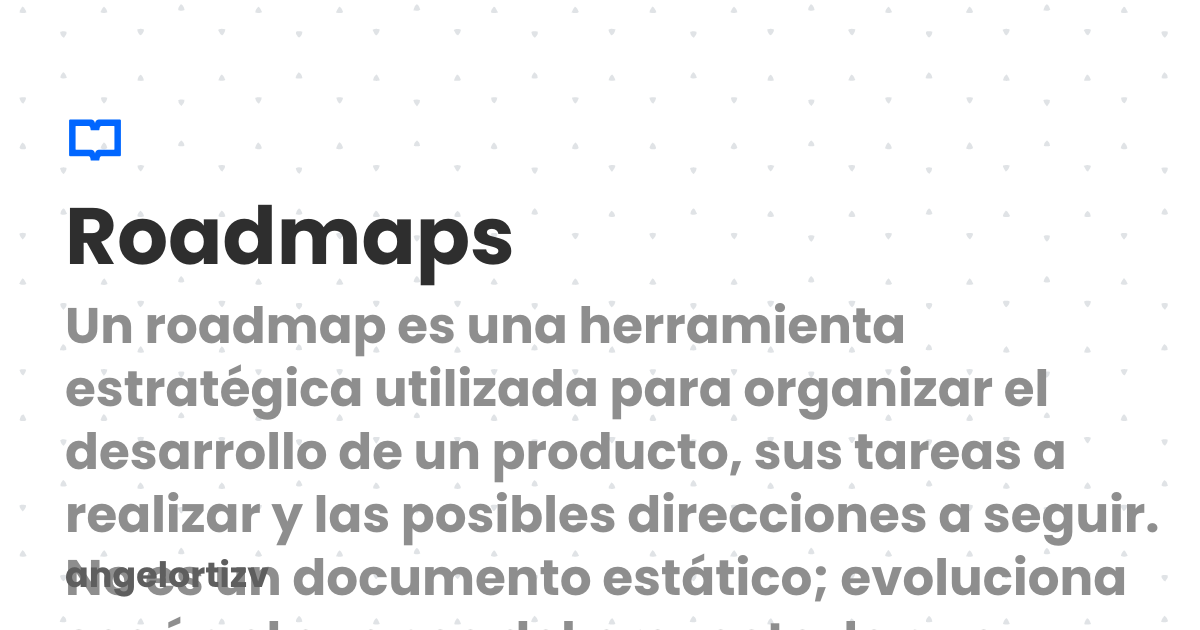 Roadmaps
Un roadmap es una herramienta
estratégica utilizada para organizar el
desarrollo de un producto, sus tareas a
realizar y las posibles direcciones a seguir.
No es un documento estático; evoluciona
angelortizv